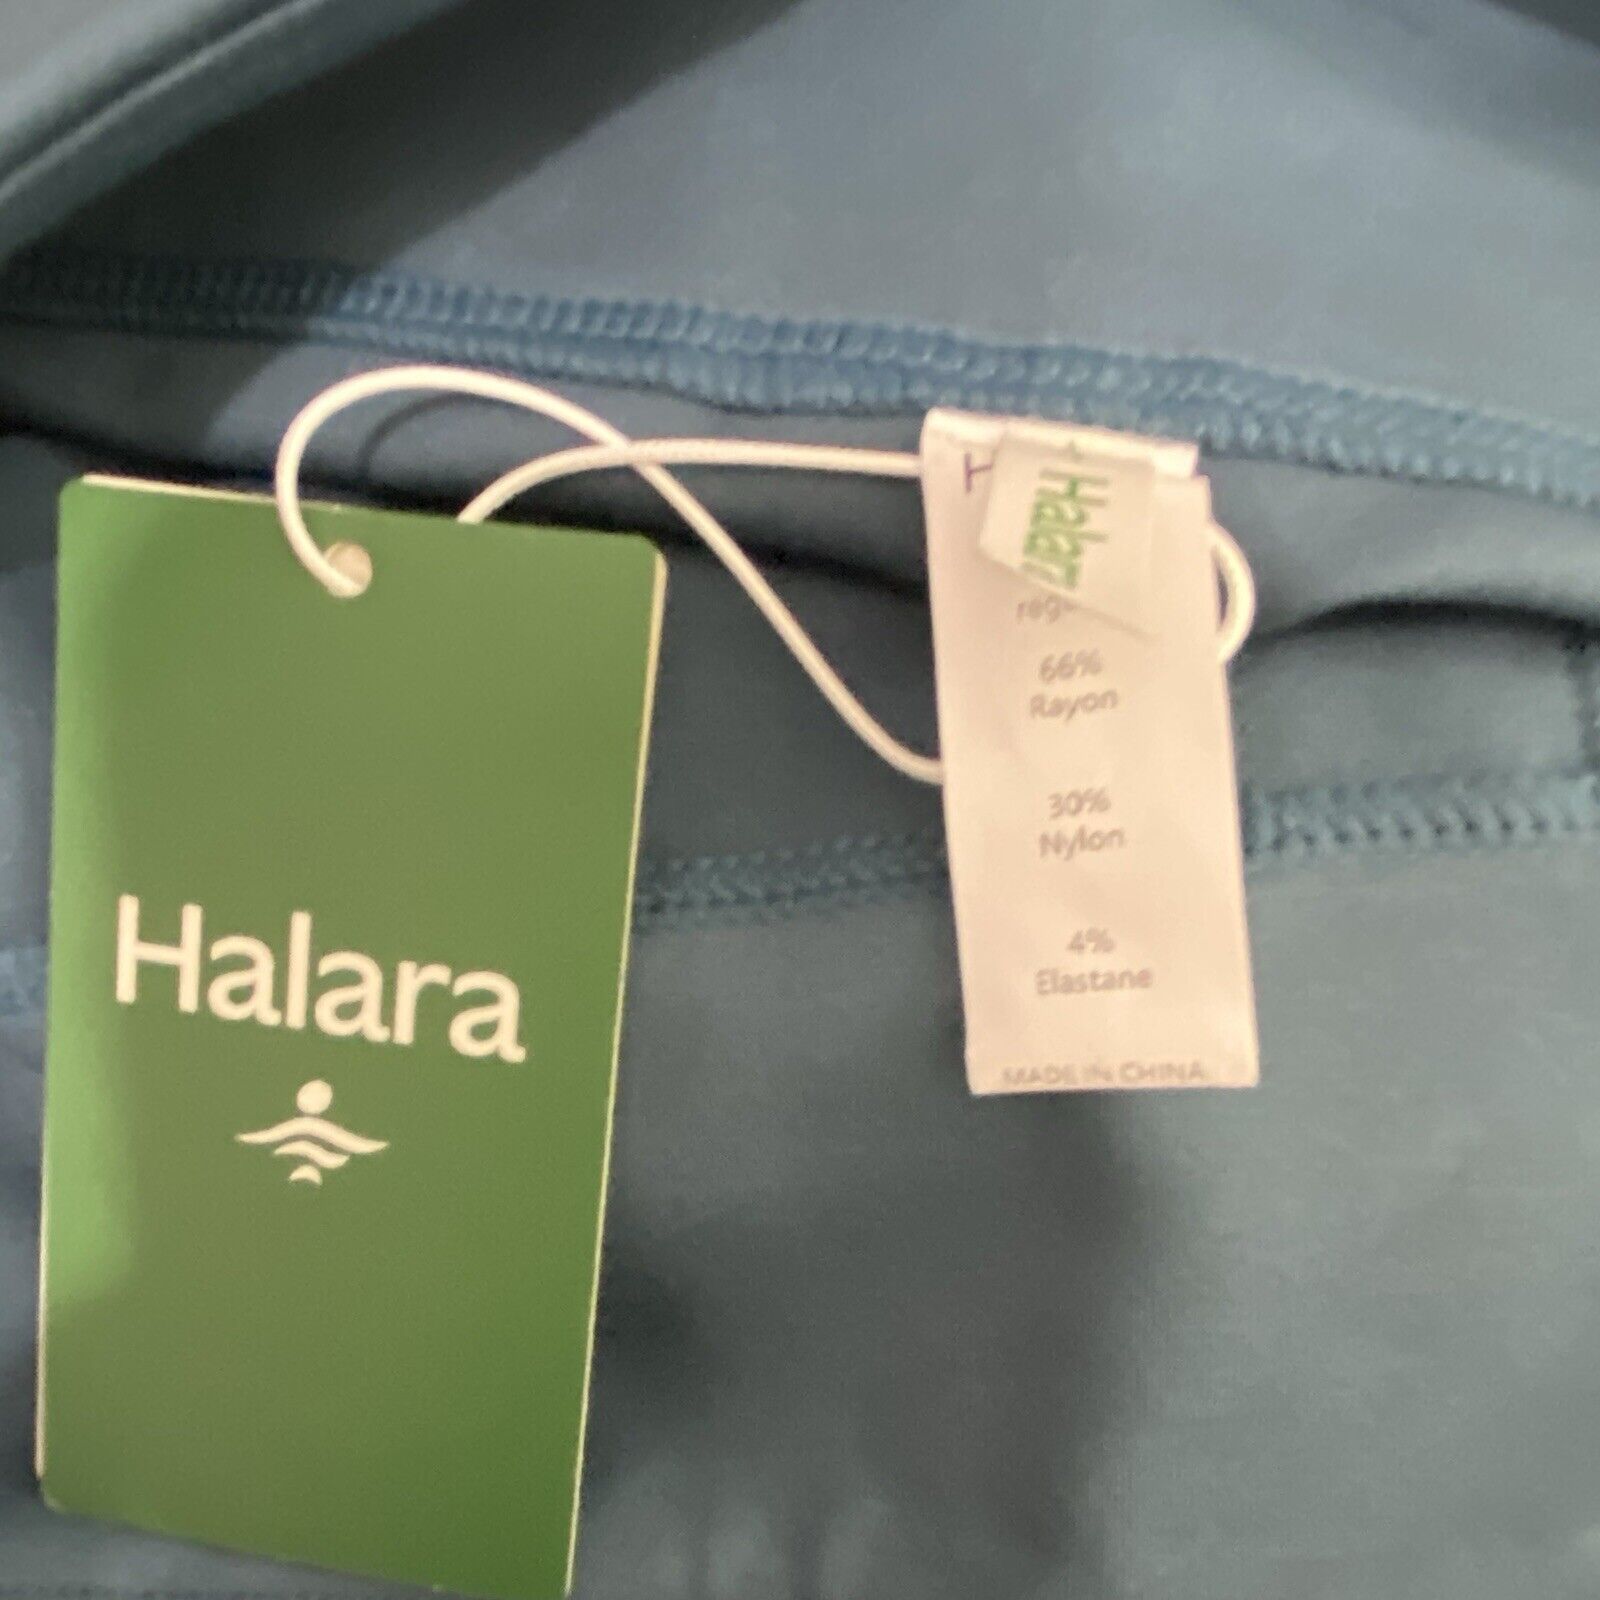 Halara
Halara
66%
Rayon
30%
Nylon
4%
Elastane
MADE IN CHINA